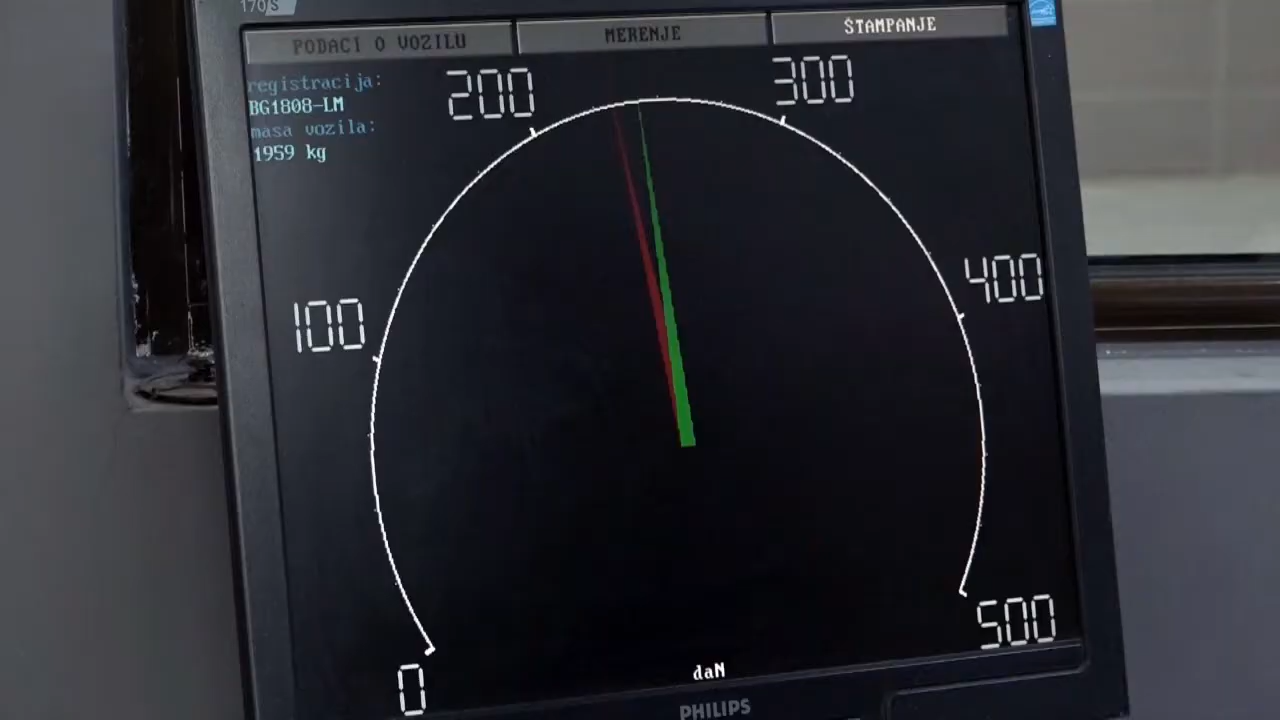 170S
PODACI O VOZILU
MERENJE
ŠTAMPANJE
registracija:
BG1808-LM
masa vozila:
1959 kg
200
300
100
400
0
500
daN
PHILIPS